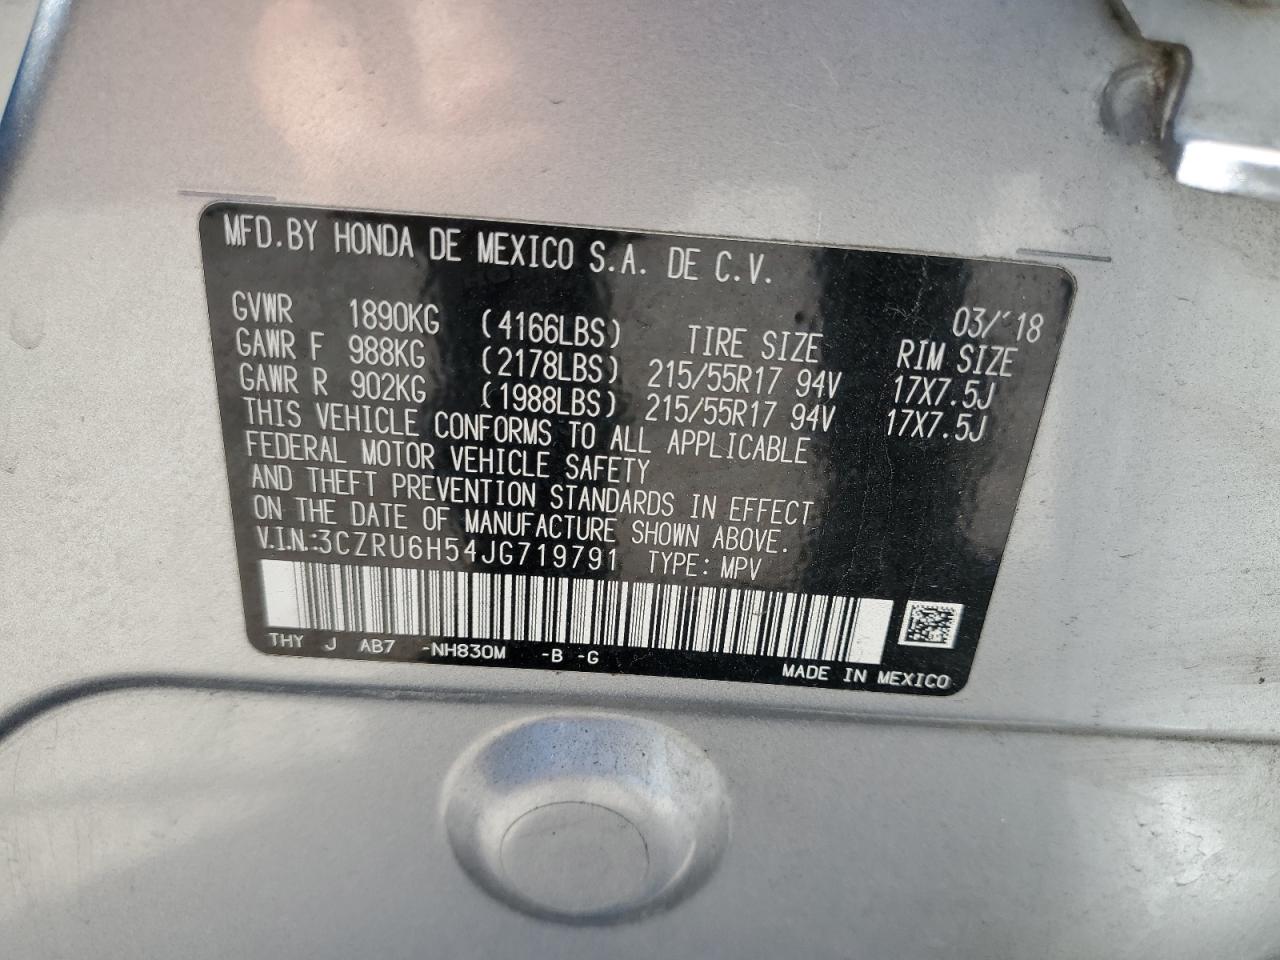 MFD.BY HONDA DE MEXICO S.A. DE C.V.
03/'18
GVWR 1890KG (4166LBS) TIRE SIZE RIM SIZE
GAWR F 988KG (2178LBS) 215/55R17 94V 17X7.5J
GAWR R 902KG (1988LBS) 215/55R17 94V 17X7.5J
THIS VEHICLE CONFORMS TO ALL APPLICABLE
FEDERAL MOTOR VEHICLE SAFETY
AND THEFT PREVENTION STANDARDS IN EFFECT
ON THE DATE OF MANUFACTURE SHOWN ABOVE.
V.I.N.:3CZRU6H54JG719791 TYPE: MPV
THY J AB7 -NH830M -B -G
MADE IN MEXICO